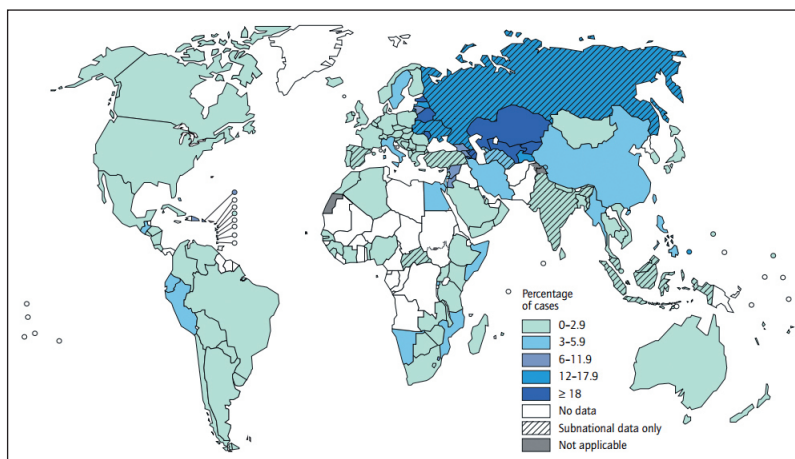 Percentage
of cases
0–2.9
3–5.9
6–11.9
12–17.9
≥ 18
No data
Subnational data only
Not applicable